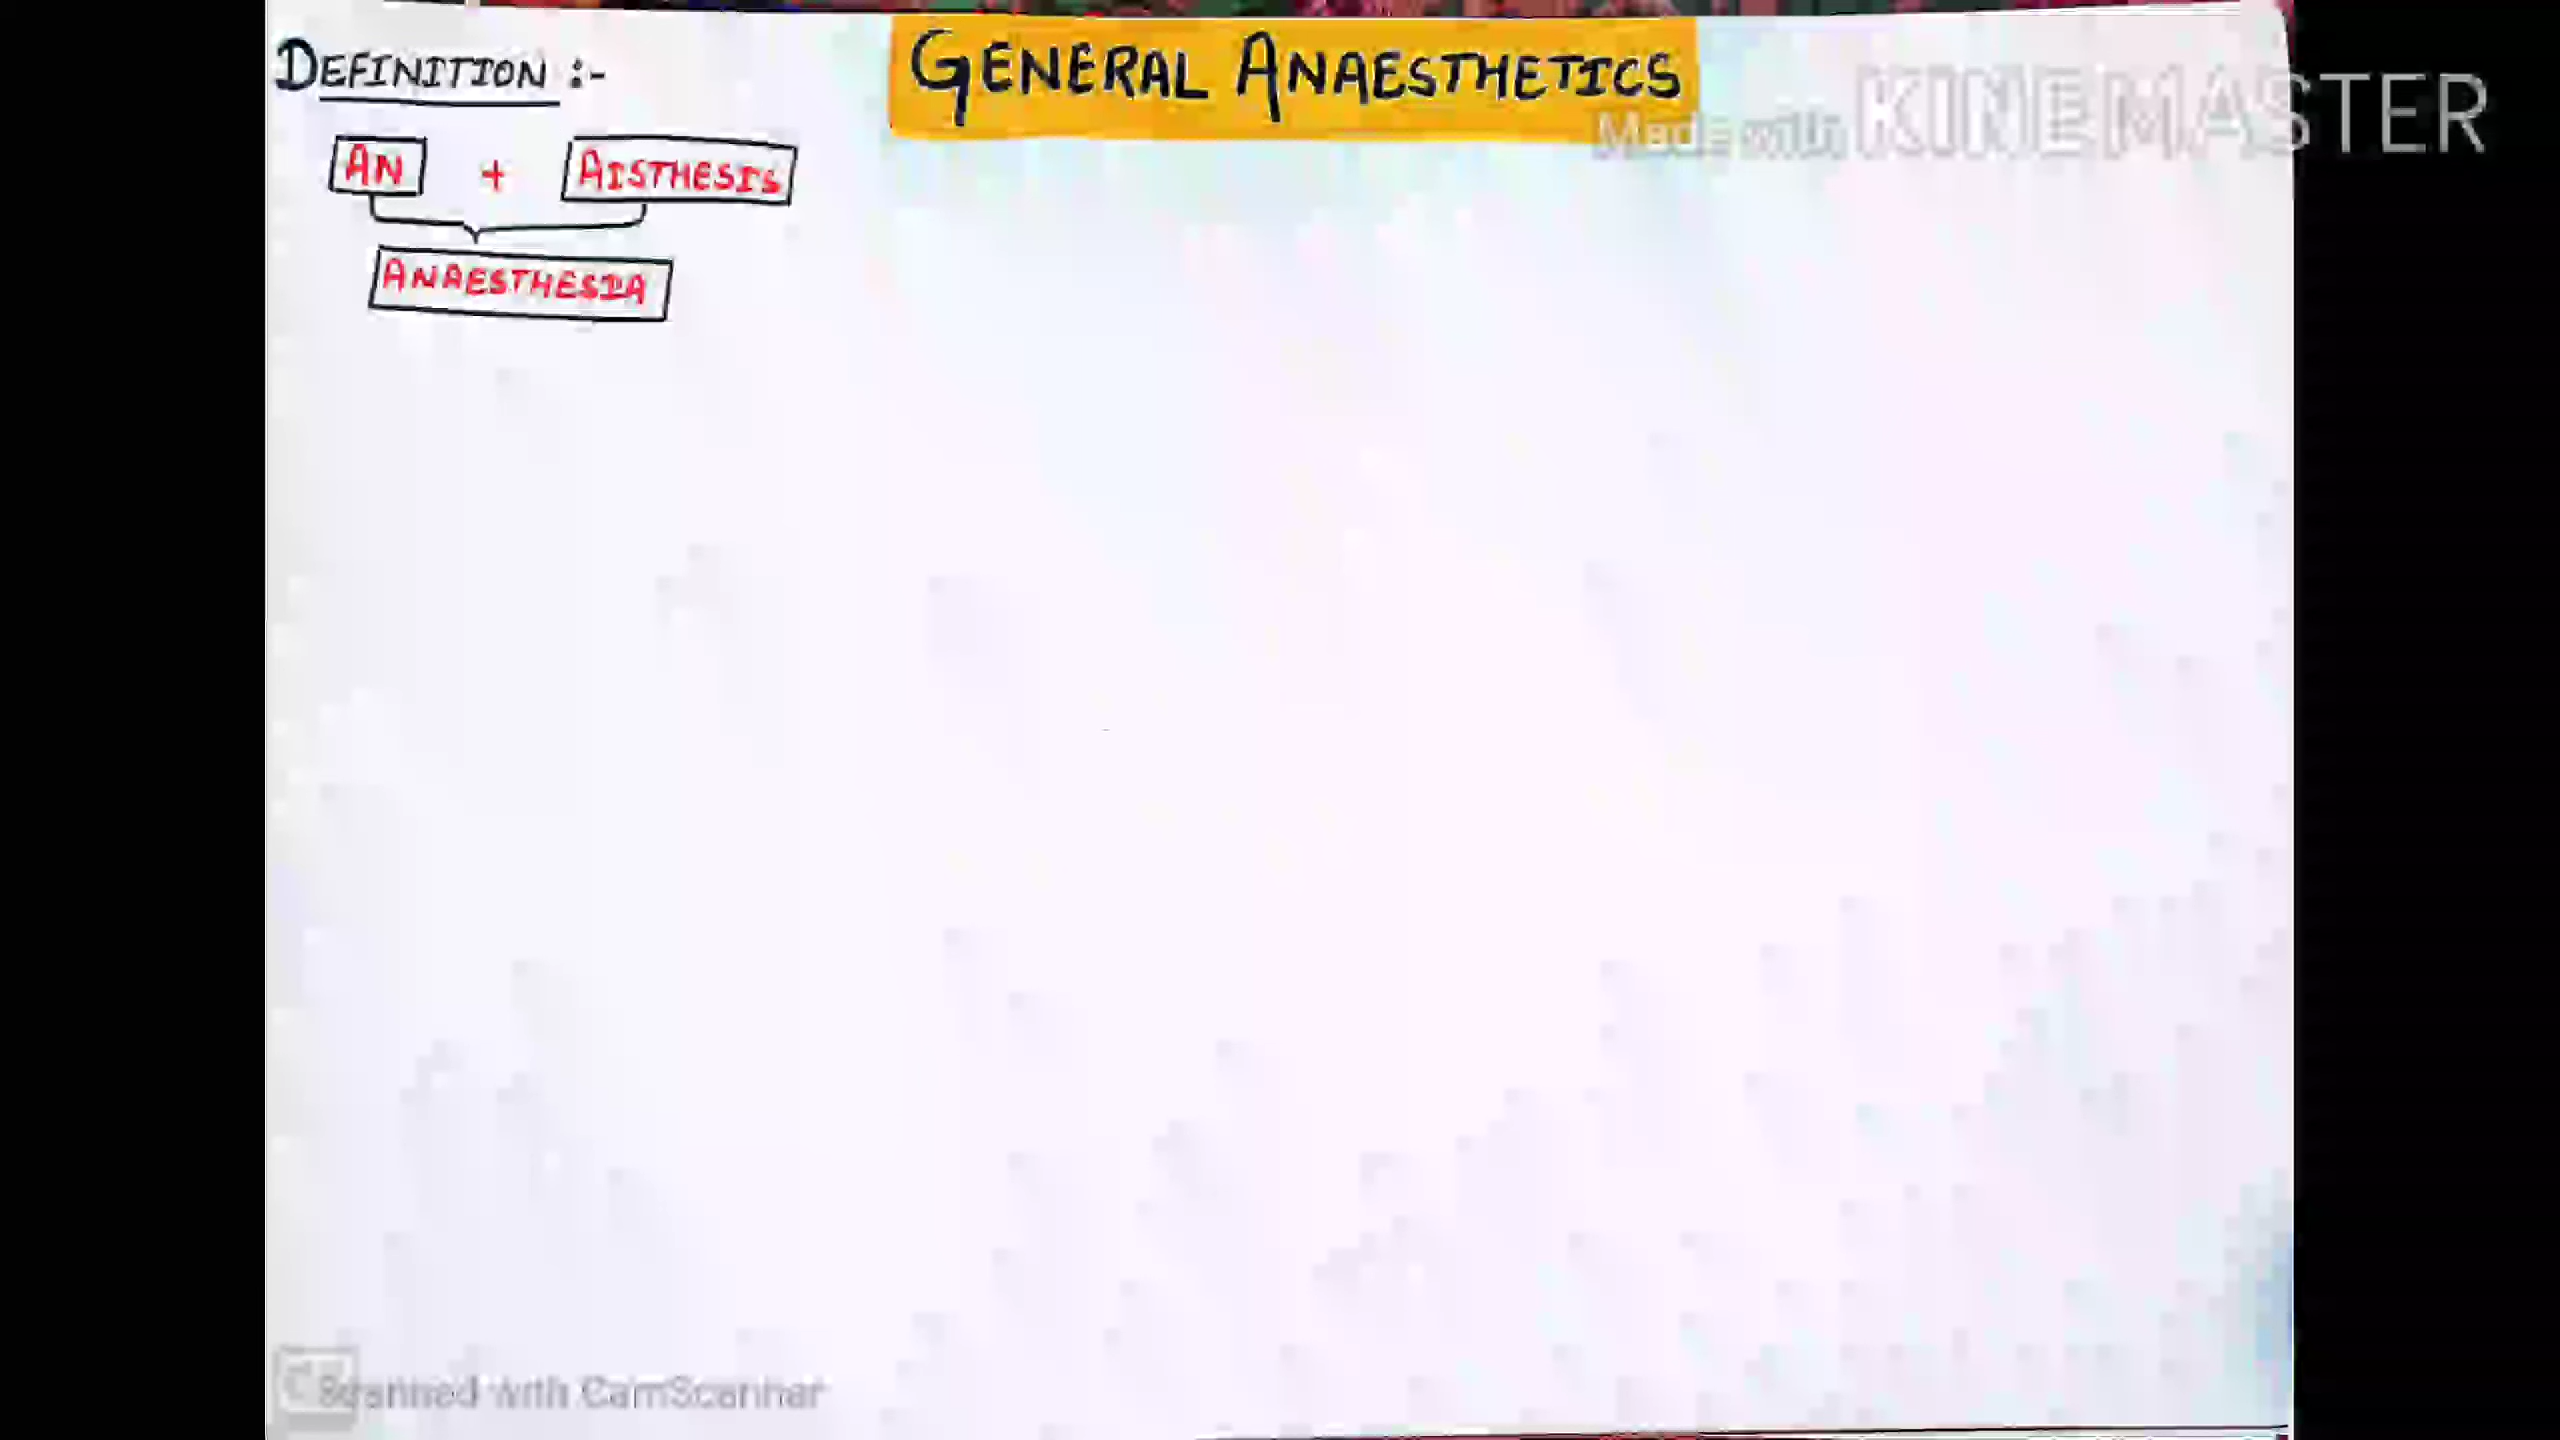 GENERAL ANAESTHETICS
DEFINITION :-
Made with KINEMASTER
AN + AISTHESIS
ANAESTHESIA
Scanned with CamScanner